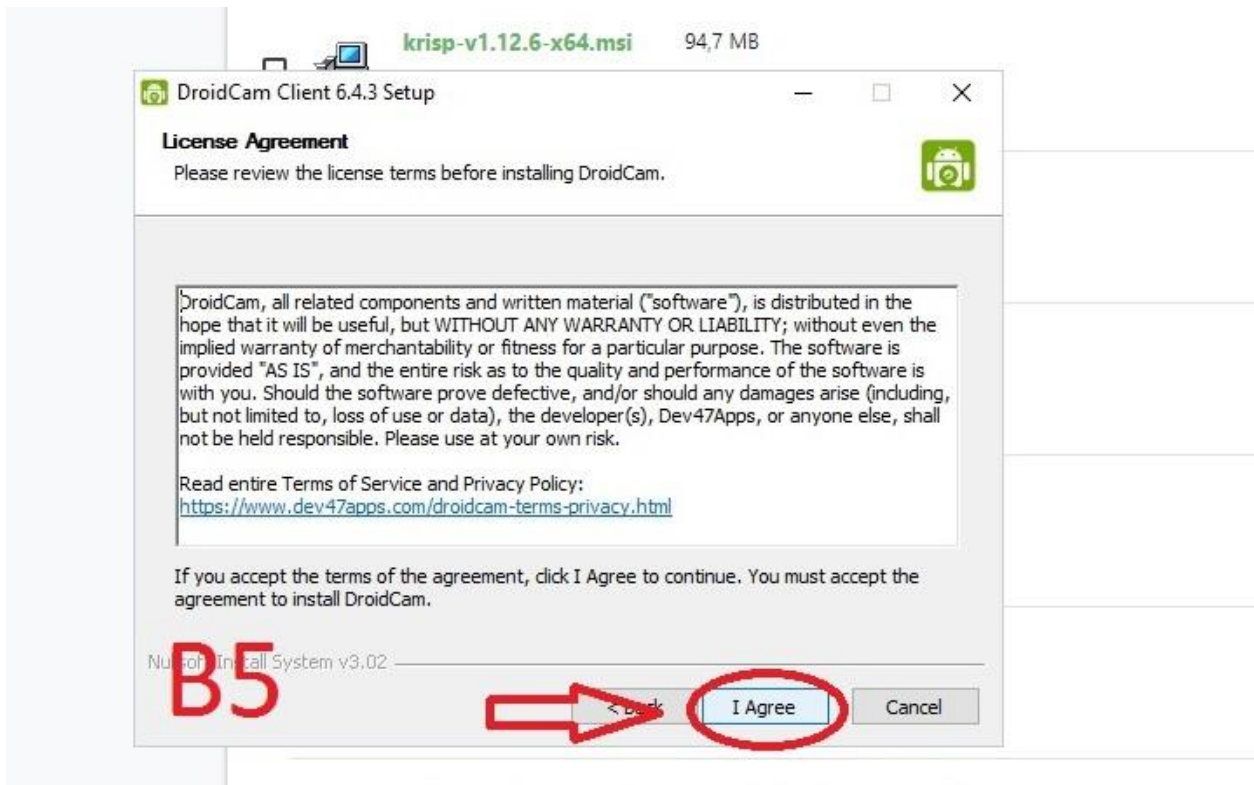 krisp-v1.12.6-x64.msi 94,7 MB
DroidCam Client 6.4.3 Setup
License Agreement
Please review the license terms before installing DroidCam.
DroidCam, all related components and written material ("software"), is distributed in the
hope that it will be useful, but WITHOUT ANY WARRANTY OR LIABILITY; without even the
implied warranty of merchantability or fitness for a particular purpose. The software is
provided "AS IS", and the entire risk as to the quality and performance of the software is
with you. Should the software prove defective, and/or should any damages arise (including,
but not limited to, loss of use or data), the developer(s), Dev47Apps, or anyone else, shall
not be held responsible. Please use at your own risk.
Read entire Terms of Service and Privacy Policy:
https://www.dev47apps.com/droidcam-terms-privacy.html
If you accept the terms of the agreement, click I Agree to continue. You must accept the
agreement to install DroidCam.
Install System v3.02
B5
I Agree Cancel